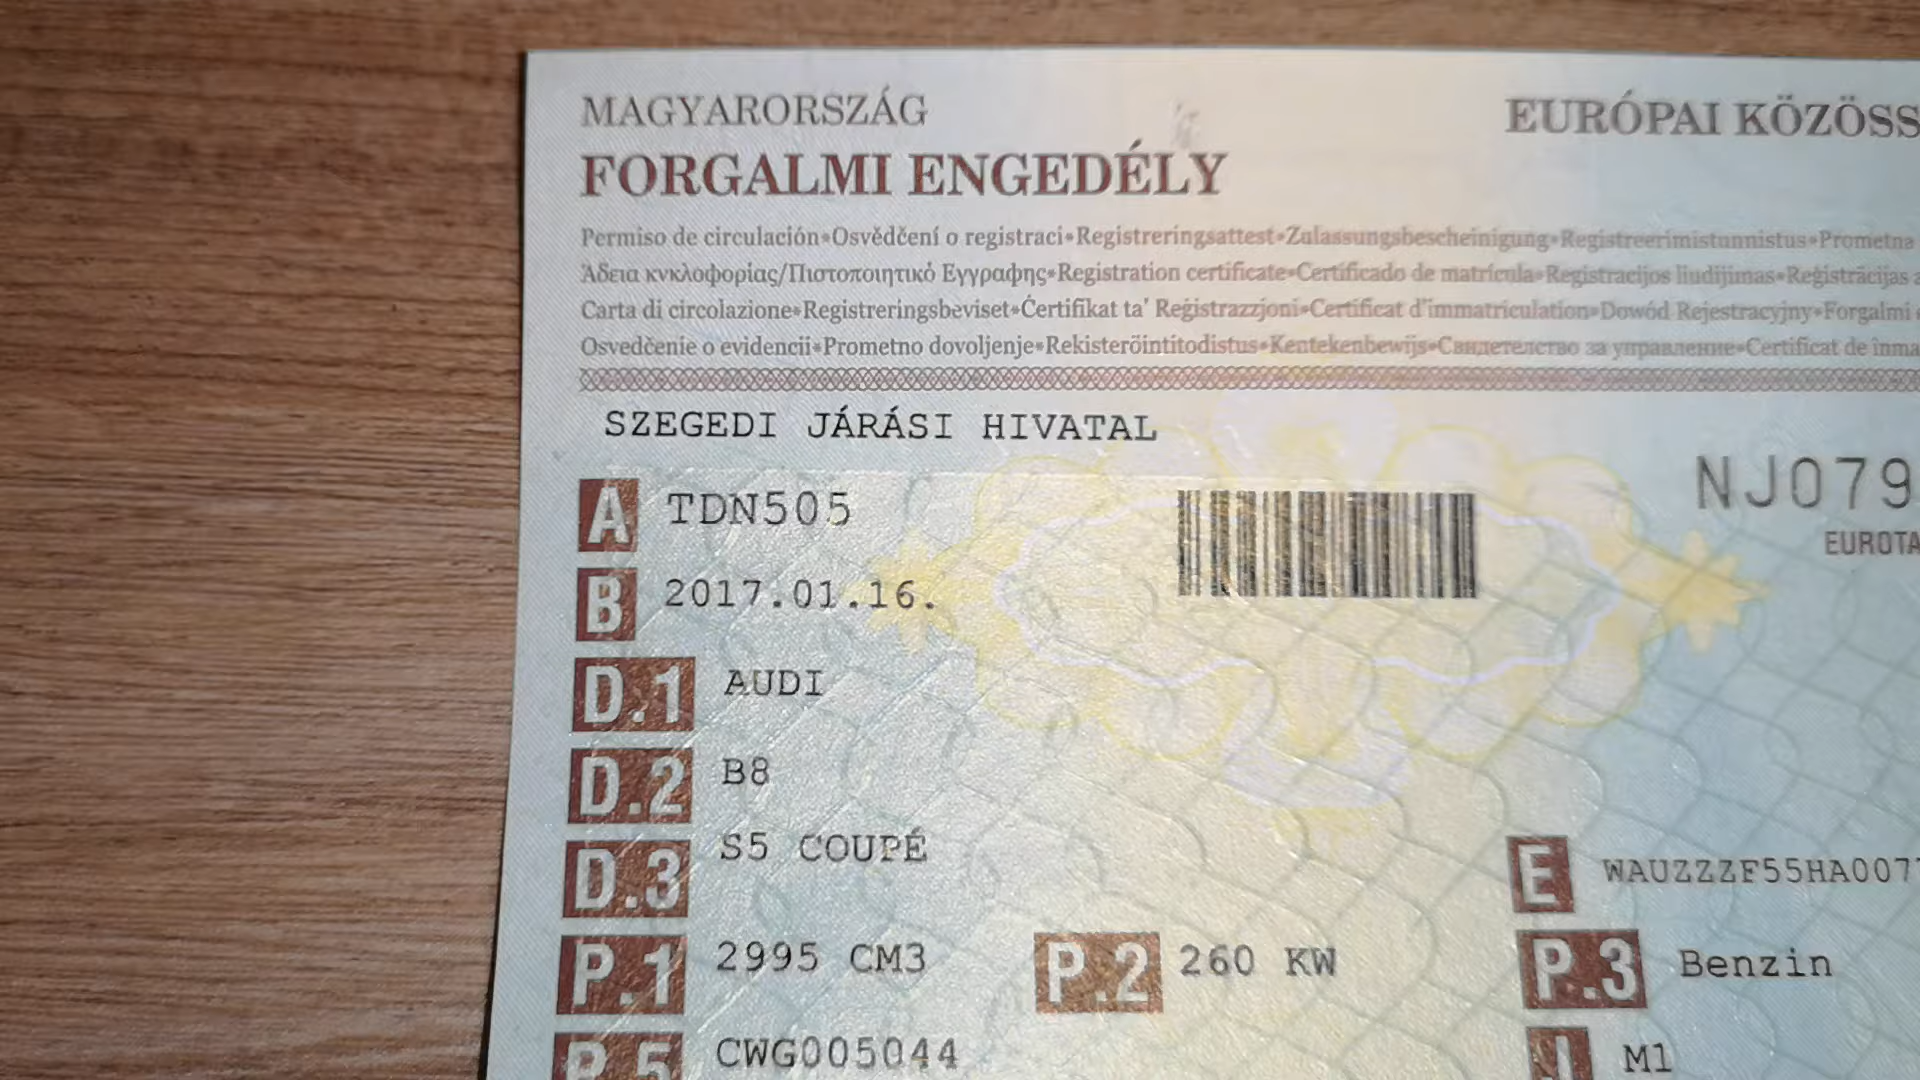 MAGYARORSZÁG
EURÓPAI KÖZÖSS
FORGALMI ENGEDÉLY
Permiso de circulación•Osvědčení o registraci•Registreringsattest•Zulassungsbescheinigung•Registreerimistunnistus•Prometna
Άδεια κυκλοφορίας/Πιστοποιητικό Εγγραφης•Registration certificate•Certificado de matrícula•Registracijos liudijimas•Reģistrācijas a
Carta di circolazione•Registreringsbeviset•Ċertifikat ta' Reġistrazzjoni•Certificat d'immatriculation•Dowód Rejestracyjny•Forgalmi
Osvedčenie o evidencii•Prometno dovoljenje•Rekisteröintitodistus•Kentekenbewijs•Свидетелство за управление•Certificat de înma
SZEGEDI JÁRÁSI HIVATAL
A TDN505
NJ079
EUROTA
B 2017.01.16.
D.1 AUDI
D.2 B8
D.3 S5 COUPÉ
E WAUZZZF55HA007
P.1 2995 CM3 P.2 260 KW P.3 Benzin
P.5 CWG005044
J M1